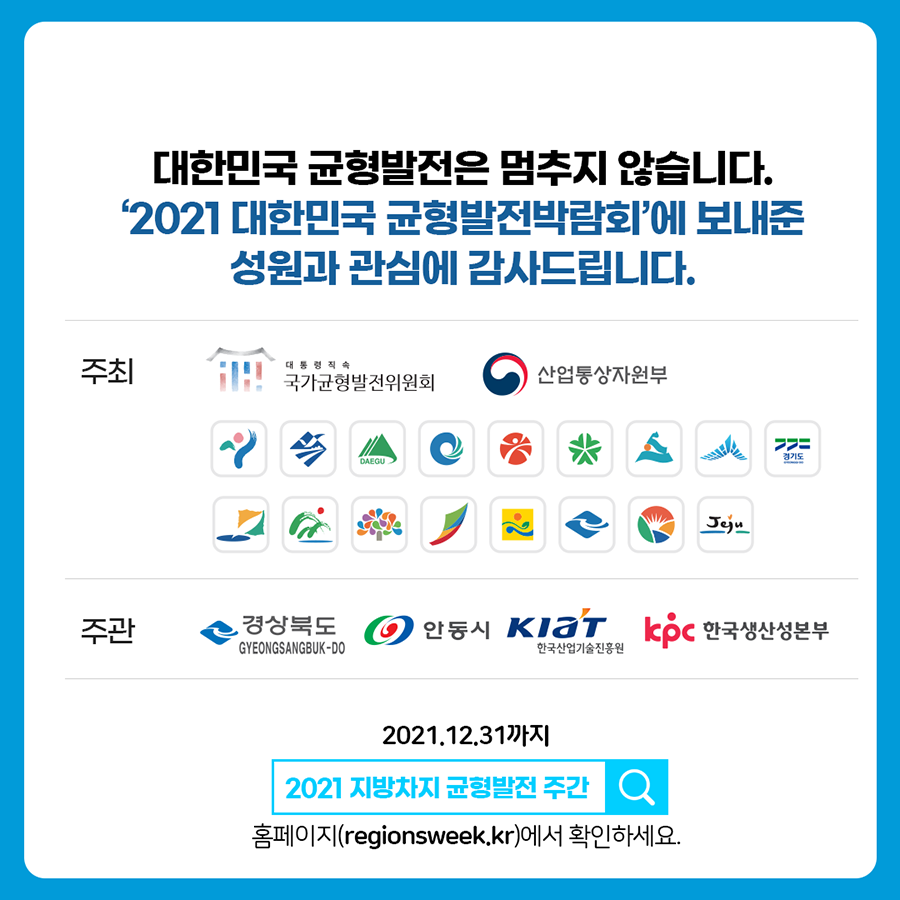 대한민국 균형발전은 멈추지 않습니다.
‘2021 대한민국 균형발전박람회’에 보내준
성원과 관심에 감사드립니다.
주최
대통령직속
국가균형발전위원회
산업통상자원부
DAEGU
경기도
Jeju
주관
경상북도
GYEONGSANGBUK-DO
안동시
KIAT
한국산업기술진흥원
kpc 한국생산성본부
2021.12.31까지
2021 지방차지 균형발전 주간
홈페이지(regionsweek.kr)에서 확인하세요.